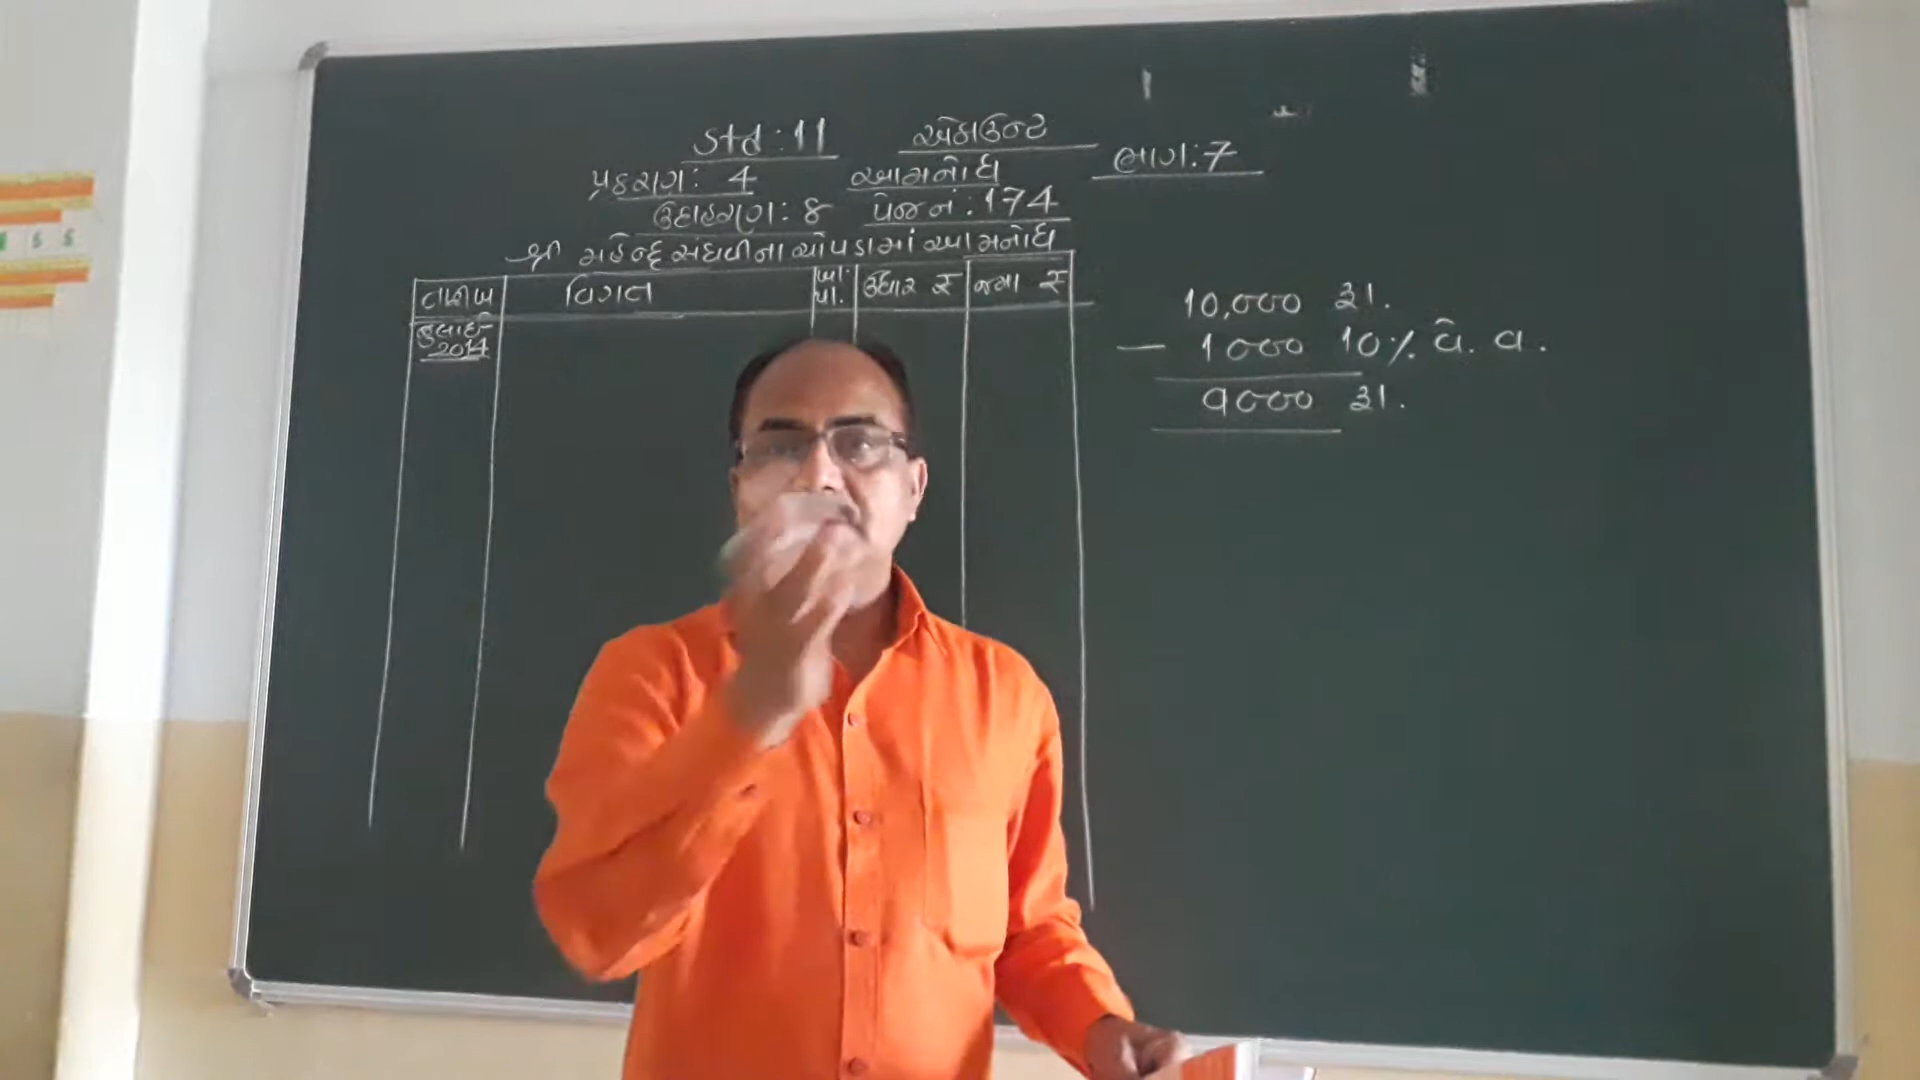 Std : 11 એકાઉન્ટ
ભાગ : 7
પ્રકરણ : 4 આમનોંધ
ઉદાહરણ : 8 પેજ નં : 174
શ્રી મહેન્દ્ર સંઘવીના ચોપડામાં આમનોંધ
તારીખ વિગત ખા. પા. ઉધાર ₹ જમા ₹
જુલાઈ
2014
10,000 રૂા.
— 1000 10% વે. વ.
9000 રૂા.